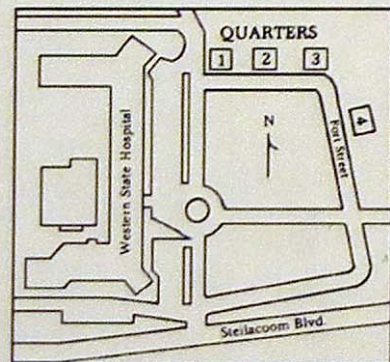 QUARTERS
1 2 3
4
N
Fort Street
Western State Hospital
Steilacoom Blvd.